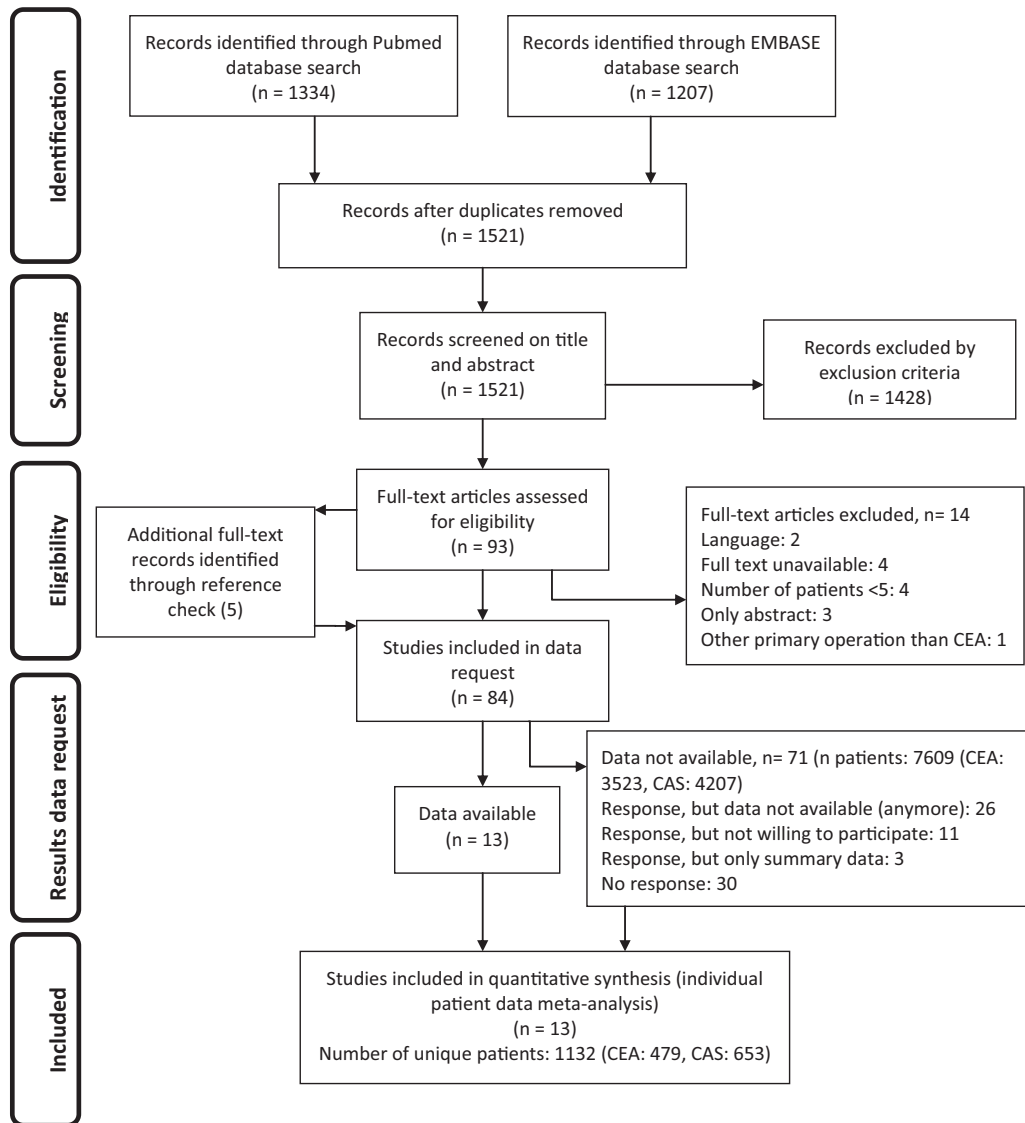 Identification
Records identified through Pubmed
database search
(n = 1334)
Records identified through EMBASE
database search
(n = 1207)
Records after duplicates removed
(n = 1521)
Screening
Records screened on title
and abstract
(n = 1521)
Records excluded by
exclusion criteria
(n = 1428)
Eligibility
Full-text articles assessed
for eligibility
(n = 93)
Additional full-text
records identified
through reference
check (5)
Full-text articles excluded, n= 14
Language: 2
Full text unavailable: 4
Number of patients <5: 4
Only abstract: 3
Other primary operation than CEA: 1
Studies included in data
request
(n = 84)
Results data request
Data available
(n = 13)
Data not available, n= 71 (n patients: 7609 (CEA:
3523, CAS: 4207)
Response, but data not available (anymore): 26
Response, but not willing to participate: 11
Response, but only summary data: 3
No response: 30
Included
Studies included in quantitative synthesis (individual
patient data meta-analysis)
(n = 13)
Number of unique patients: 1132 (CEA: 479, CAS: 653)